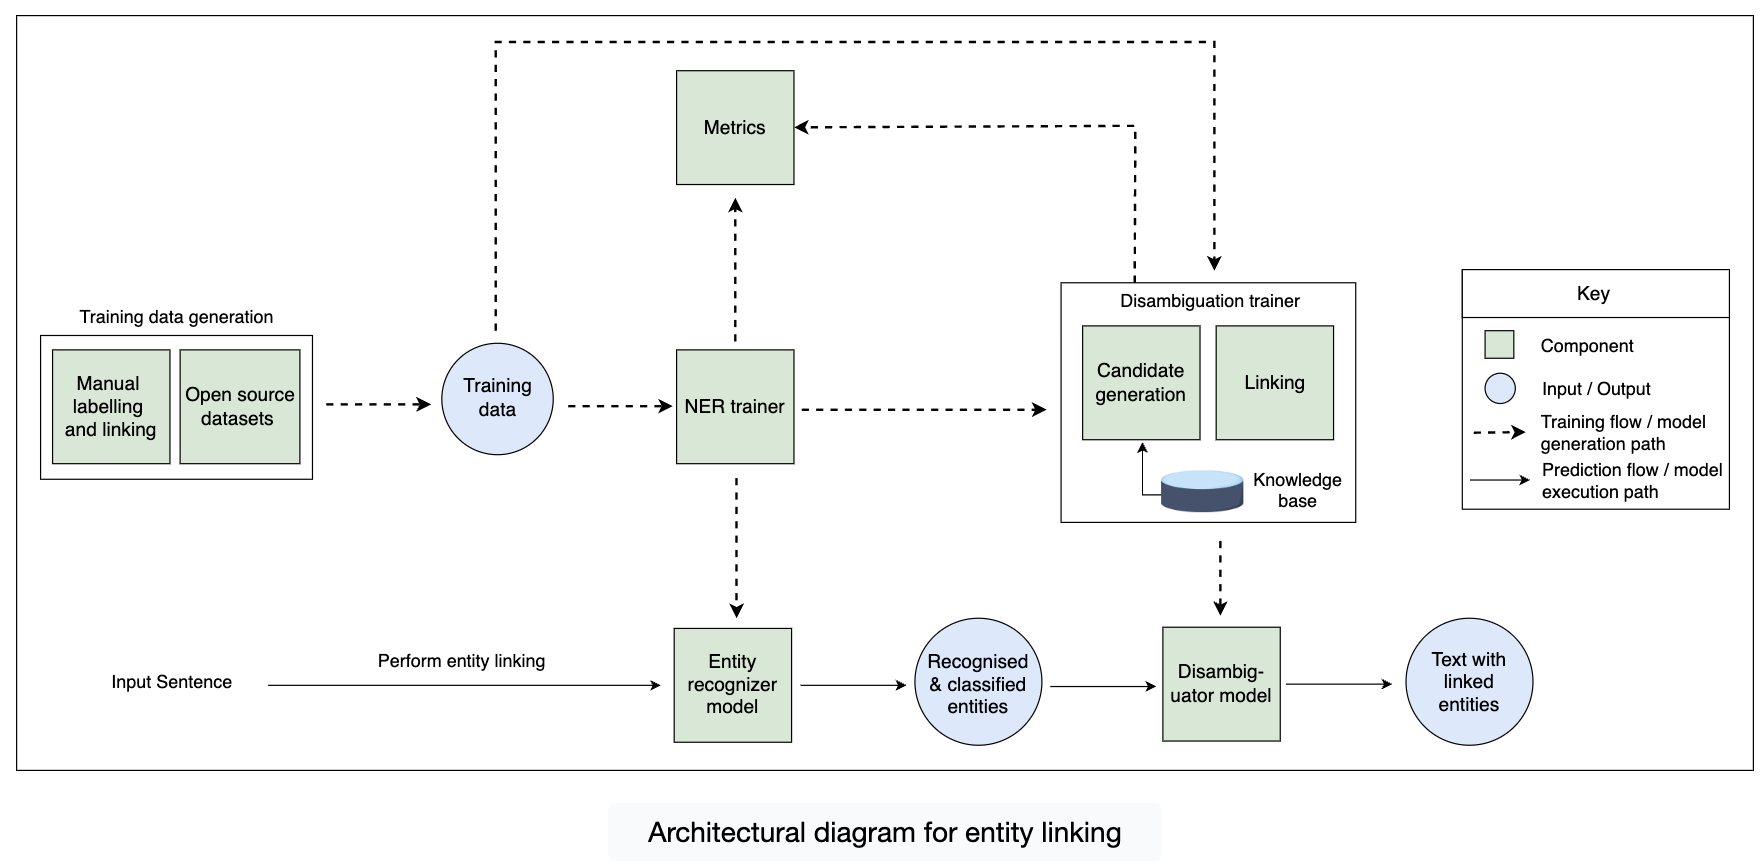 Metrics
Training data generation
Manual
labelling
and linking
Open source
datasets
Training
data
NER trainer
Disambiguation trainer
Candidate
generation
Linking
Knowledge
base
Key
Component
Input / Output
Training flow / model
generation path
Prediction flow / model
execution path
Input Sentence
Perform entity linking
Entity
recognizer
model
Recognised
& classified
entities
Disambig-
uator model
Text with
linked
entities
Architectural diagram for entity linking